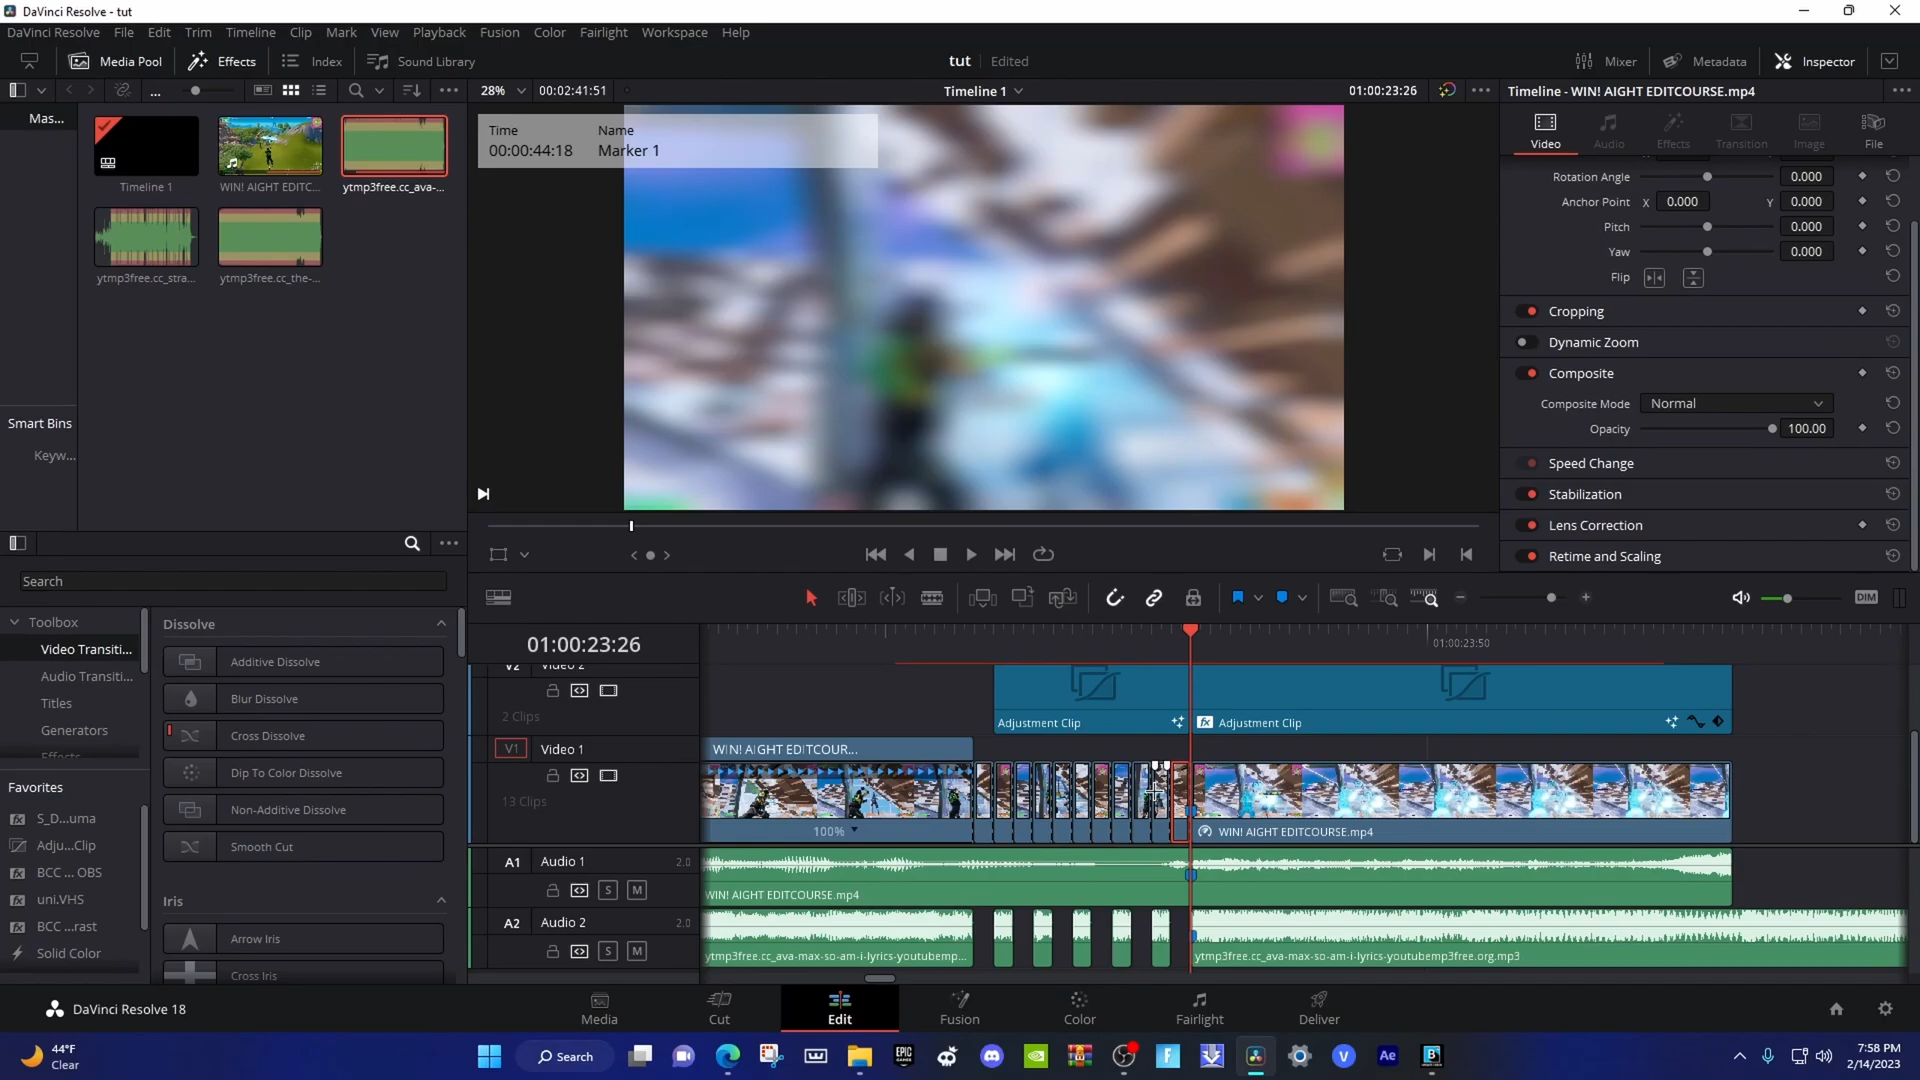 DaVinci Resolve - tut
DaVinci Resolve File Edit Trim Timeline Clip Mark View Playback Fusion Color Fairlight Workspace Help
Media Pool Effects Index Sound Library tut Edited Mixer Metadata Inspector
... 28% 00:02:41:51 Timeline 1 01:00:23:26 Timeline - WIN! AIGHT EDITCOURSE.mp4
Mas...
Timeline 1 WIN! AIGHT EDITC... ytmp3free.cc_ava-...
ytmp3free.cc_stra... ytmp3free.cc_the-...
Smart Bins
Keyw...
Time Name
00:00:44:18 Marker 1
Video Audio Effects Transition Image File
Rotation Angle 0.000
Anchor Point X 0.000 Y 0.000
Pitch 0.000
Yaw 0.000
Flip
Cropping
Dynamic Zoom
Composite
Composite Mode Normal
Opacity 100.00
Speed Change
Stabilization
Lens Correction
Retime and Scaling
Search
Toolbox
Video Transiti...
Audio Transiti...
Titles
Generators
Effects
Favorites
S_D...uma
Adju...Clip
BCC ... OBS
uni.VHS
BCC ...rast
Solid Color
Dissolve
Additive Dissolve
Blur Dissolve
Cross Dissolve
Dip To Color Dissolve
Non-Additive Dissolve
Smooth Cut
Iris
Arrow Iris
Cross Iris
DIM
01:00:23:26
01:00:23:50
V2 Video 2
2 Clips
Adjustment Clip Adjustment Clip
V1 Video 1
13 Clips
WIN! AIGHT EDITCOUR...
100%
WIN! AIGHT EDITCOURSE.mp4
A1 Audio 1 2.0
S M
WIN! AIGHT EDITCOURSE.mp4
A2 Audio 2 2.0
S M
ytmp3free.cc_ava-max-so-am-i-lyrics-youtubemp... ytmp3free.cc_ava-max-so-am-i-lyrics-youtubemp3free.org.mp3
DaVinci Resolve 18
Media Cut Edit Fusion Color Fairlight Deliver
44°F
Clear
Search
EPIC GAMES
Ae
7:58 PM
2/14/2023